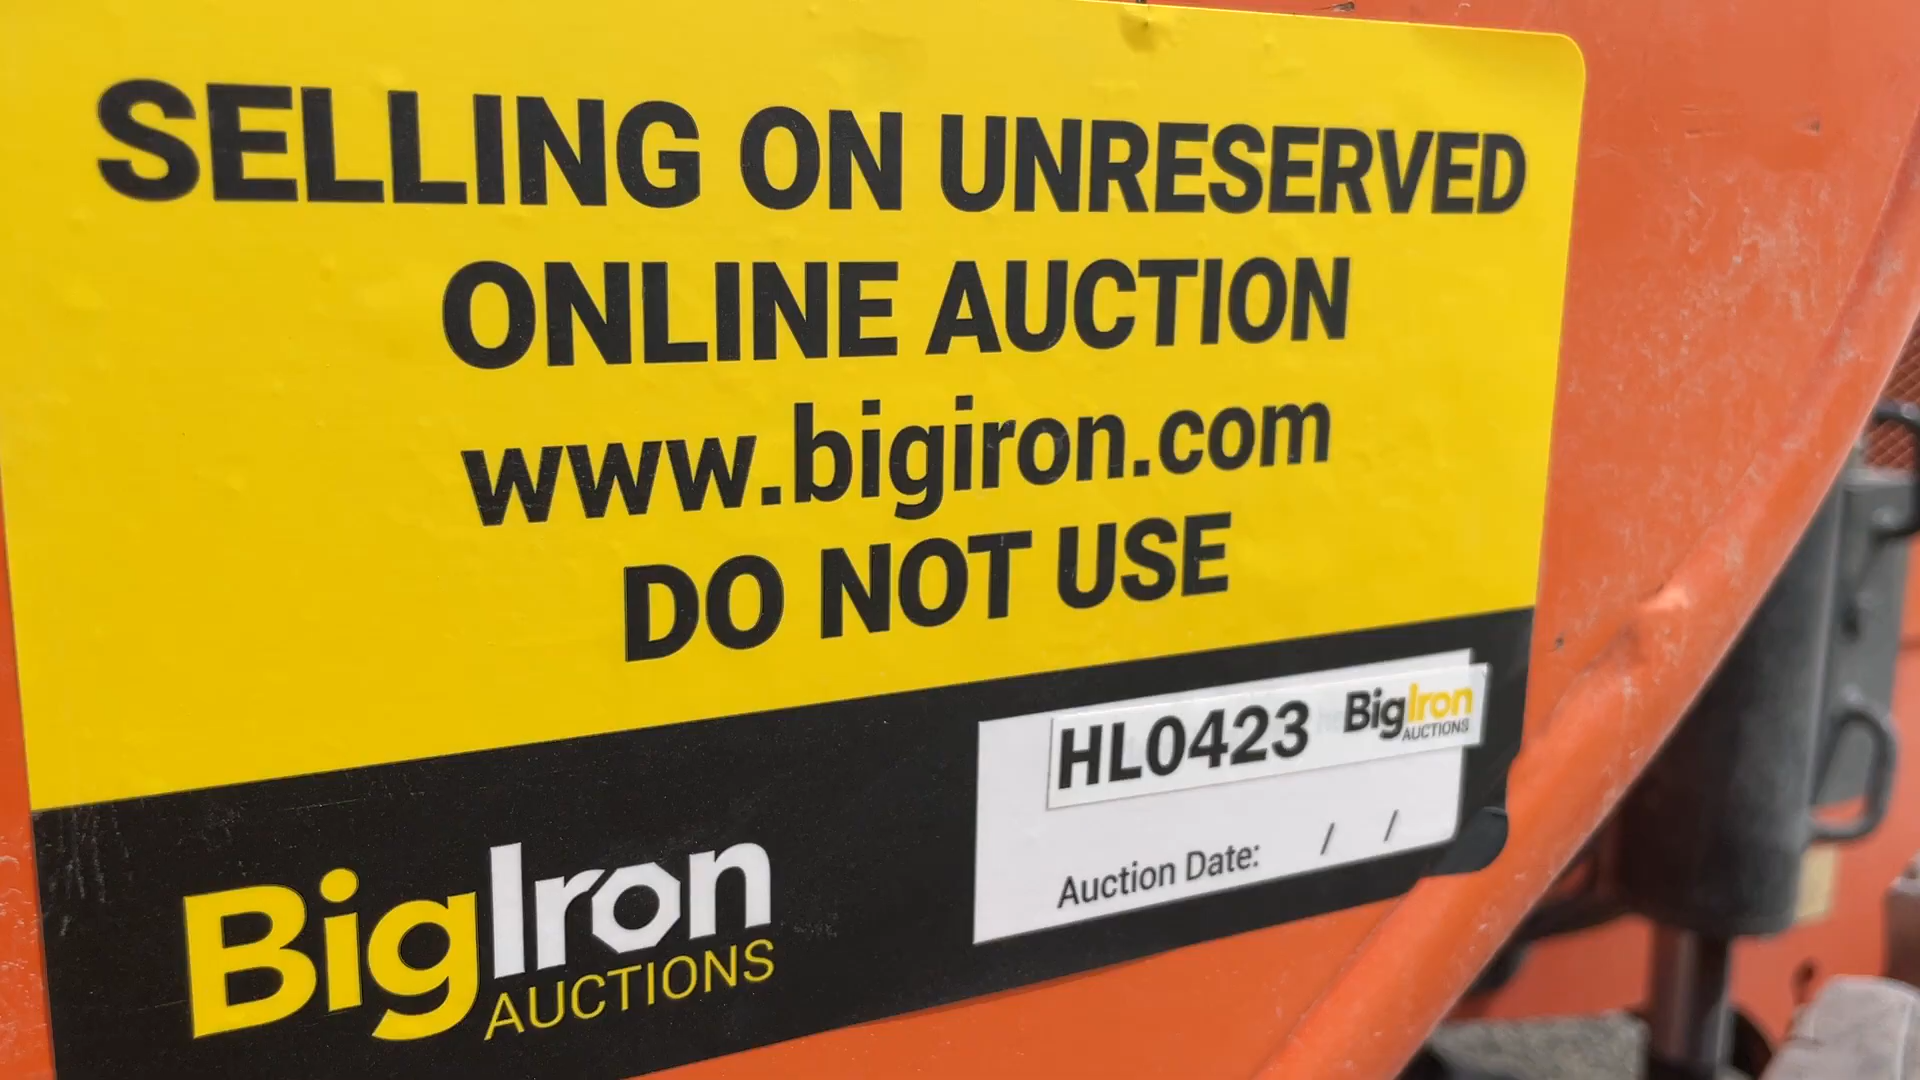 SELLING ON UNRESERVED
ONLINE AUCTION
www.bigiron.com
DO NOT USE
HL0423 BigIron
AUCTIONS
Auction Date: / /
BigIron
AUCTIONS